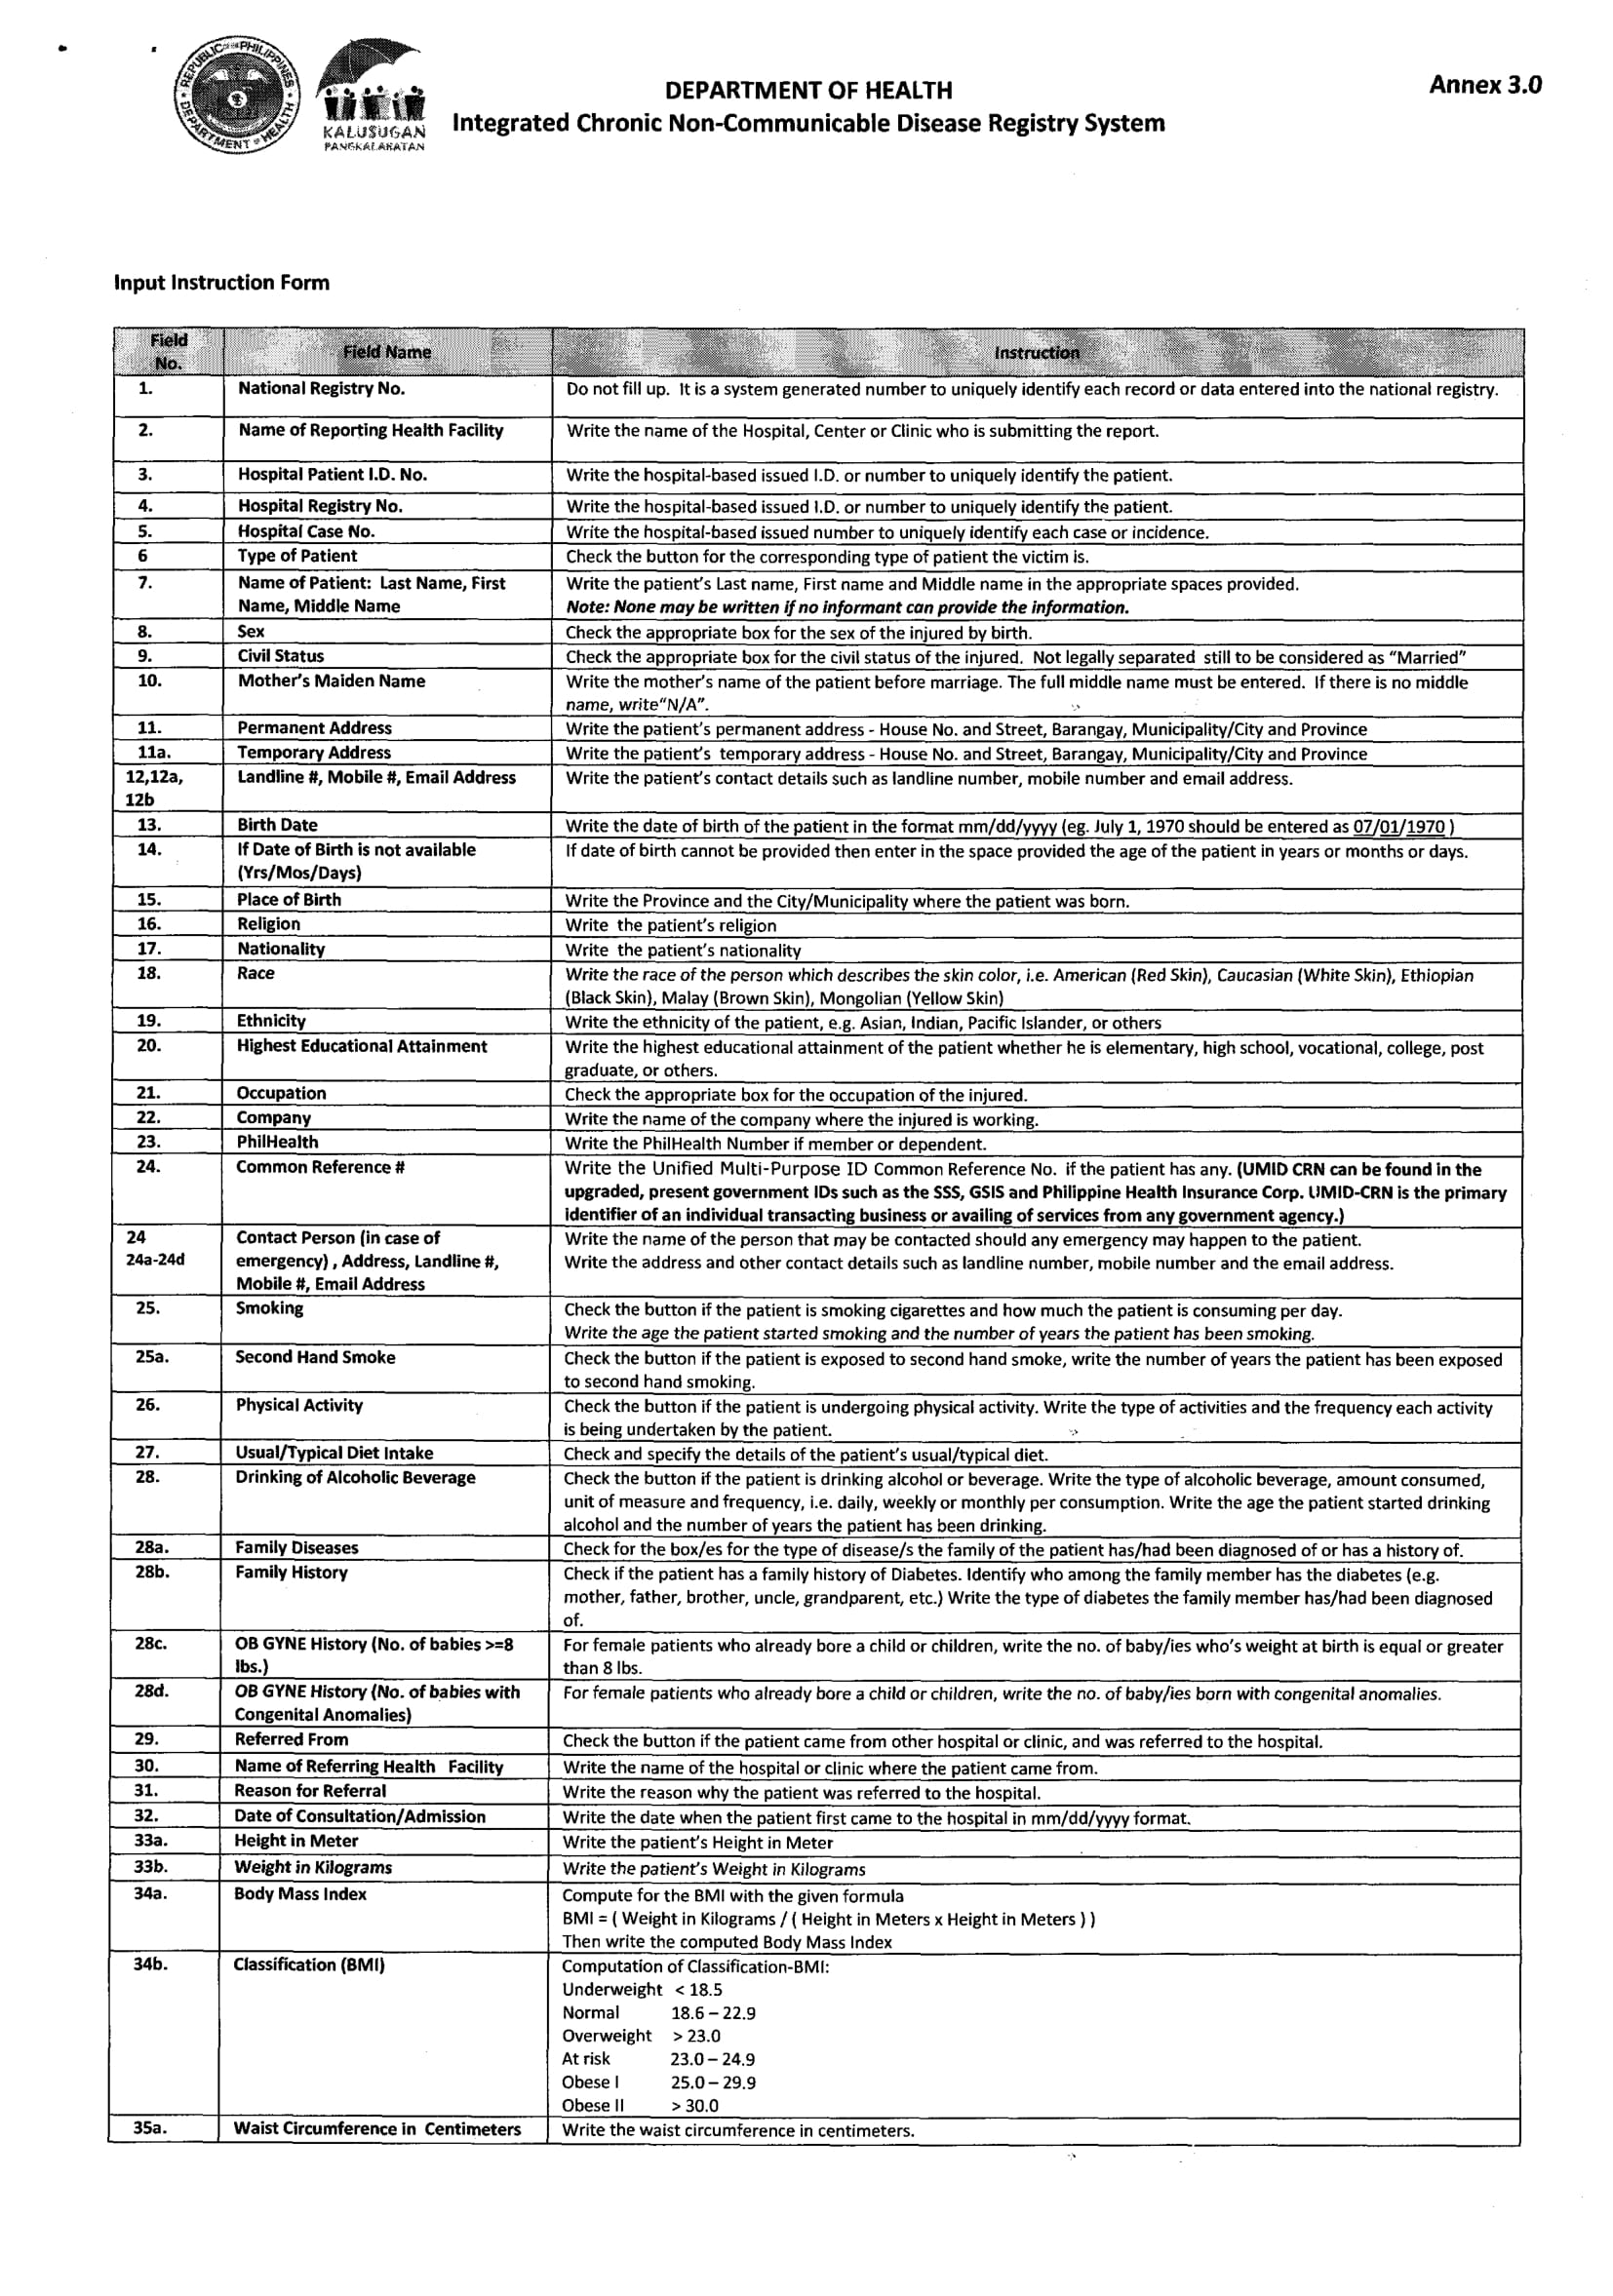 REPUBLIC OF THE PHILIPPINES
DEPARTMENT OF HEALTH
KALUSUGAN
PANGKALAHATAN
DEPARTMENT OF HEALTH
Integrated Chronic Non-Communicable Disease Registry System
Annex 3.0
Input Instruction Form
Field No. Field Name Instruction
1. National Registry No. Do not fill up. It is a system generated number to uniquely identify each record or data entered into the national registry.
2. Name of Reporting Health Facility Write the name of the Hospital, Center or Clinic who is submitting the report.
3. Hospital Patient I.D. No. Write the hospital-based issued I.D. or number to uniquely identify the patient.
4. Hospital Registry No. Write the hospital-based issued I.D. or number to uniquely identify the patient.
5. Hospital Case No. Write the hospital-based issued number to uniquely identify each case or incidence.
6 Type of Patient Check the button for the corresponding type of patient the victim is.
7. Name of Patient: Last Name, First Write the patient's Last name, First name and Middle name in the appropriate spaces provided.
Name, Middle Name Note: None may be written if no informant can provide the information.
8. Sex Check the appropriate box for the sex of the injured by birth.
9. Civil Status Check the appropriate box for the civil status of the injured. Not legally separated still to be considered as "Married"
10. Mother's Maiden Name Write the mother's name of the patient before marriage. The full middle name must be entered. If there is no middle
name, write"N/A".
11. Permanent Address Write the patient's permanent address - House No. and Street, Barangay, Municipality/City and Province
11a. Temporary Address Write the patient's temporary address - House No. and Street, Barangay, Municipality/City and Province
12,12a, Landline #, Mobile #, Email Address Write the patient's contact details such as landline number, mobile number and email address.
12b
13. Birth Date Write the date of birth of the patient in the format mm/dd/yyyy (eg. July 1, 1970 should be entered as 07/01/1970 )
14. If Date of Birth is not available If date of birth cannot be provided then enter in the space provided the age of the patient in years or months or days.
(Yrs/Mos/Days)
15. Place of Birth Write the Province and the City/Municipality where the patient was born.
16. Religion Write the patient's religion
17. Nationality Write the patient's nationality
18. Race Write the race of the person which describes the skin color, i.e. American (Red Skin), Caucasian (White Skin), Ethiopian
(Black Skin), Malay (Brown Skin), Mongolian (Yellow Skin)
19. Ethnicity Write the ethnicity of the patient, e.g. Asian, Indian, Pacific Islander, or others
20. Highest Educational Attainment Write the highest educational attainment of the patient whether he is elementary, high school, vocational, college, post
graduate, or others.
21. Occupation Check the appropriate box for the occupation of the injured.
22. Company Write the name of the company where the injured is working.
23. PhilHealth Write the PhilHealth Number if member or dependent.
24. Common Reference # Write the Unified Multi-Purpose ID Common Reference No. if the patient has any. (UMID CRN can be found in the
upgraded, present government IDs such as the SSS, GSIS and Philippine Health Insurance Corp. UMID-CRN is the primary
identifier of an individual transacting business or availing of services from any government agency.)
24 Contact Person (in case of Write the name of the person that may be contacted should any emergency may happen to the patient.
24a-24d emergency) , Address, Landline #, Write the address and other contact details such as landline number, mobile number and the email address.
Mobile #, Email Address
25. Smoking Check the button if the patient is smoking cigarettes and how much the patient is consuming per day.
Write the age the patient started smoking and the number of years the patient has been smoking.
25a. Second Hand Smoke Check the button if the patient is exposed to second hand smoke, write the number of years the patient has been exposed
to second hand smoking.
26. Physical Activity Check the button if the patient is undergoing physical activity. Write the type of activities and the frequency each activity
is being undertaken by the patient.
27. Usual/Typical Diet Intake Check and specify the details of the patient's usual/typical diet.
28. Drinking of Alcoholic Beverage Check the button if the patient is drinking alcohol or beverage. Write the type of alcoholic beverage, amount consumed,
unit of measure and frequency, i.e. daily, weekly or monthly per consumption. Write the age the patient started drinking
alcohol and the number of years the patient has been drinking.
28a. Family Diseases Check for the box/es for the type of disease/s the family of the patient has/had been diagnosed of or has a history of.
28b. Family History Check if the patient has a family history of Diabetes. Identify who among the family member has the diabetes (e.g.
mother, father, brother, uncle, grandparent, etc.) Write the type of diabetes the family member has/had been diagnosed
of.
28c. OB GYNE History (No. of babies >=8 For female patients who already bore a child or children, write the no. of baby/ies who's weight at birth is equal or greater
lbs.) than 8 lbs.
28d. OB GYNE History (No. of babies with For female patients who already bore a child or children, write the no. of baby/ies born with congenital anomalies.
Congenital Anomalies)
29. Referred From Check the button if the patient came from other hospital or clinic, and was referred to the hospital.
30. Name of Referring Health Facility Write the name of the hospital or clinic where the patient came from.
31. Reason for Referral Write the reason why the patient was referred to the hospital.
32. Date of Consultation/Admission Write the date when the patient first came to the hospital in mm/dd/yyyy format.
33a. Height in Meter Write the patient's Height in Meter
33b. Weight in Kilograms Write the patient's Weight in Kilograms
34a. Body Mass Index Compute for the BMI with the given formula
BMI = ( Weight in Kilograms / ( Height in Meters x Height in Meters ) )
Then write the computed Body Mass Index
34b. Classification (BMI) Computation of Classification-BMI:
Underweight < 18.5
Normal 18.6 – 22.9
Overweight > 23.0
At risk 23.0 – 24.9
Obese I 25.0 – 29.9
Obese II > 30.0
35a. Waist Circumference in Centimeters Write the waist circumference in centimeters.